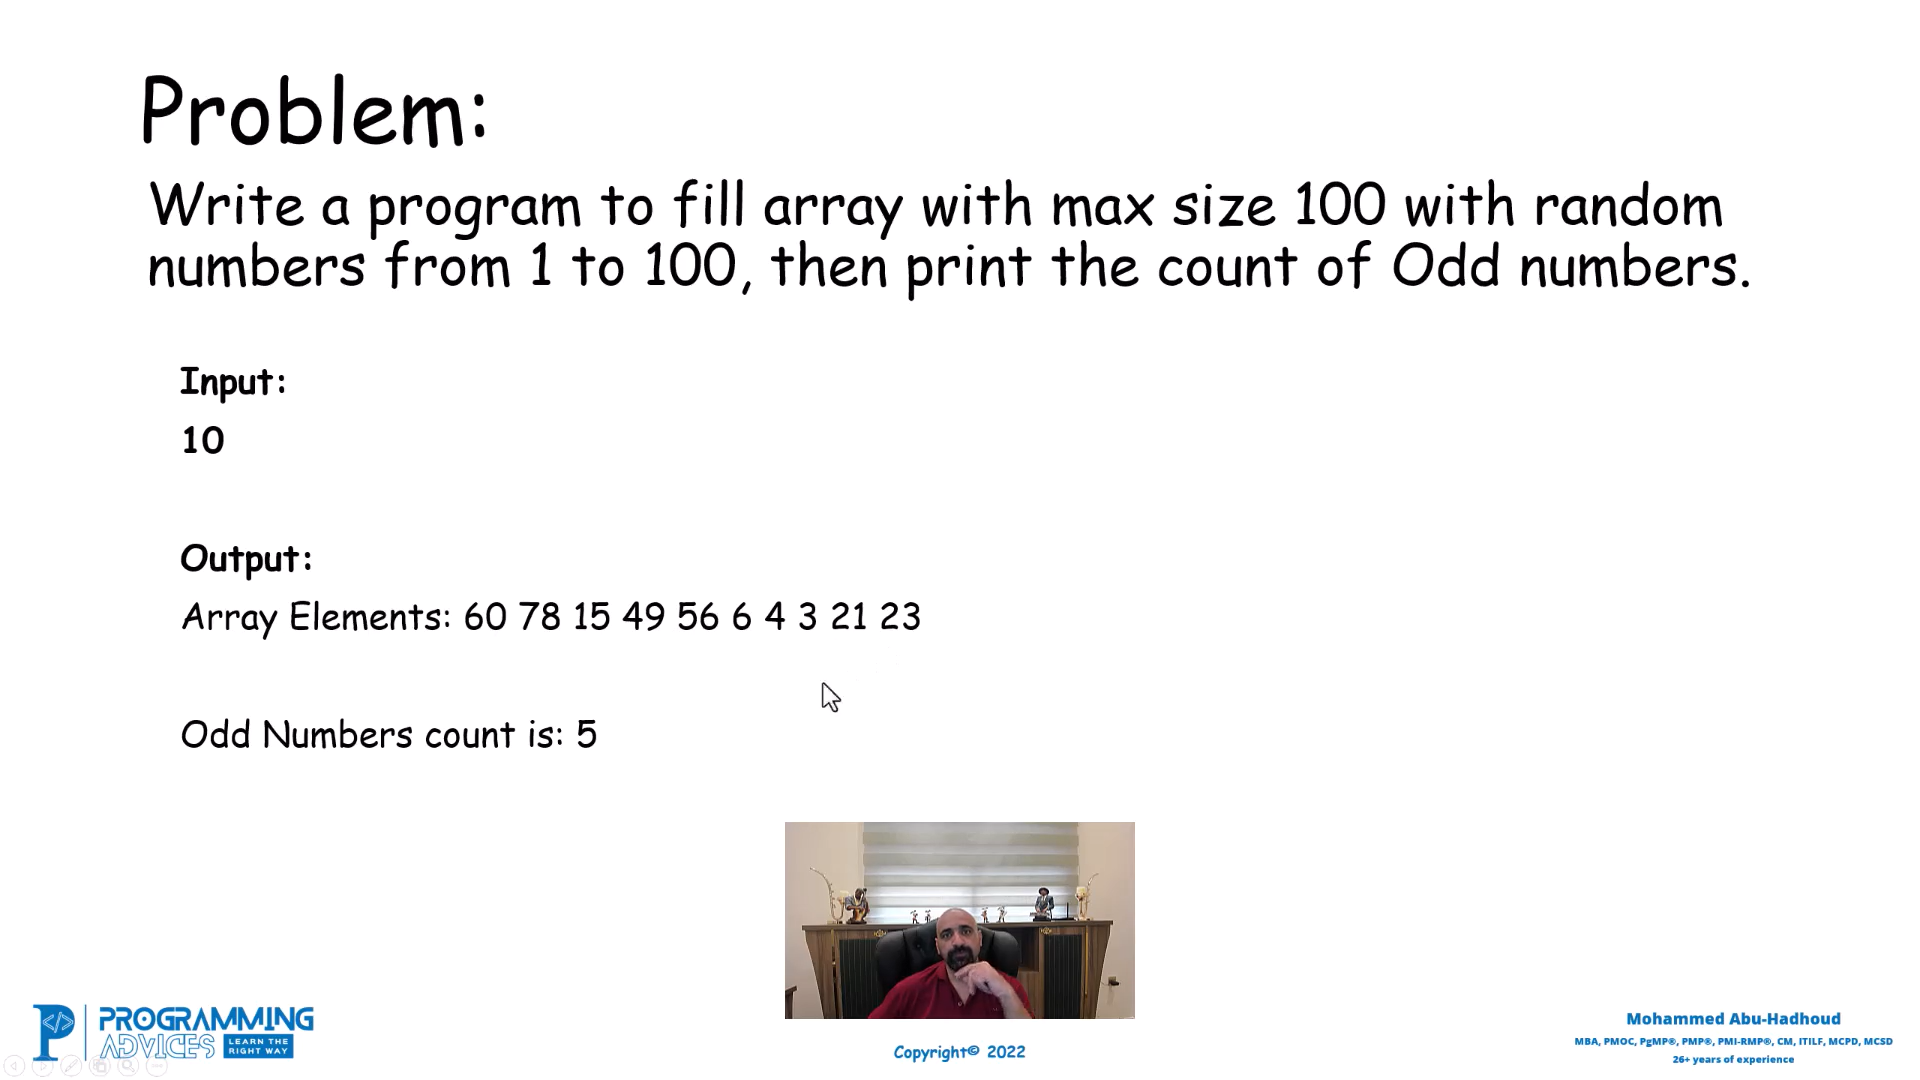 Problem:
Write a program to fill array with max size 100 with random
numbers from 1 to 100, then print the count of Odd numbers.
Input:
10
Output:
Array Elements: 60 78 15 49 56 6 4 3 21 23
Odd Numbers count is: 5
PROGRAMMING
ADVICES
LEARN THE
RIGHT WAY
Copyright© 2022
Mohammed Abu-Hadhoud
MBA, PMOC, PgMP®, PMP®, PMI-RMP®, CM, ITILF, MCPD, MCSD
26+ years of experience